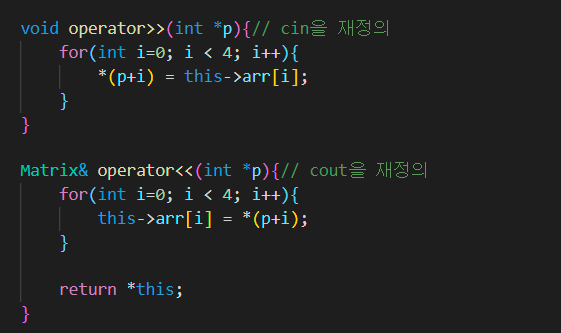 void operator>>(int *p){// cin을 재정의
    for(int i=0; i < 4; i++){
        *(p+i) = this->arr[i];
    }
}

Matrix& operator<<(int *p){// cout을 재정의
    for(int i=0; i < 4; i++){
        this->arr[i] = *(p+i);
    }

    return *this;
}